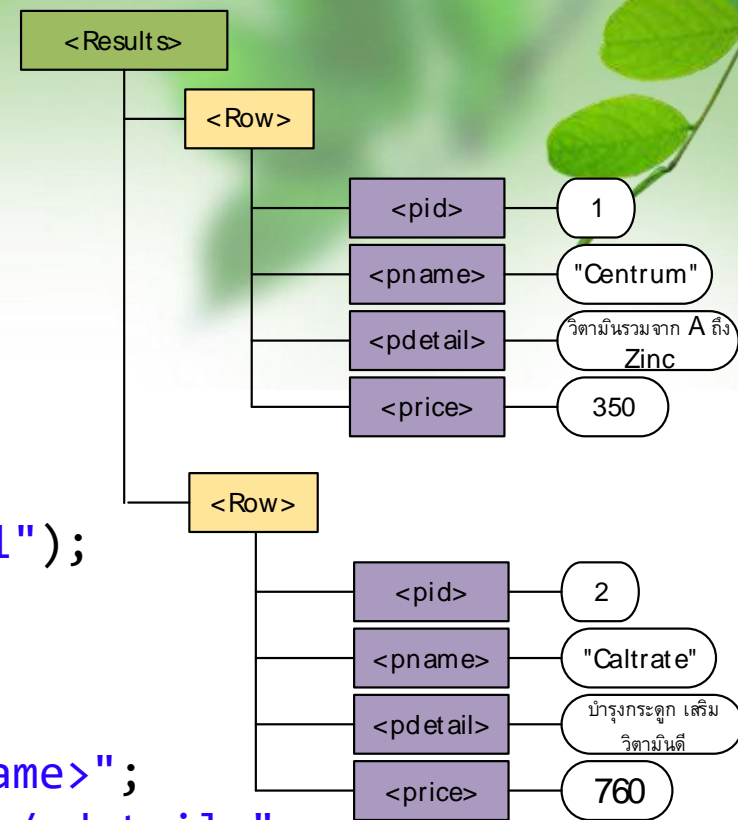 <Results>
<Row>
<pid>
1
<pname>
"Centrum"
<pdetail>
วิตามินรวมจาก A ถึง
Zinc
<price>
350
<Row>
");
<pid>
2
<pname>
"Caltrate"
<pdetail>
บำรุงกระดูก เสริม
วิตามินดี
ame>";
<price>
760